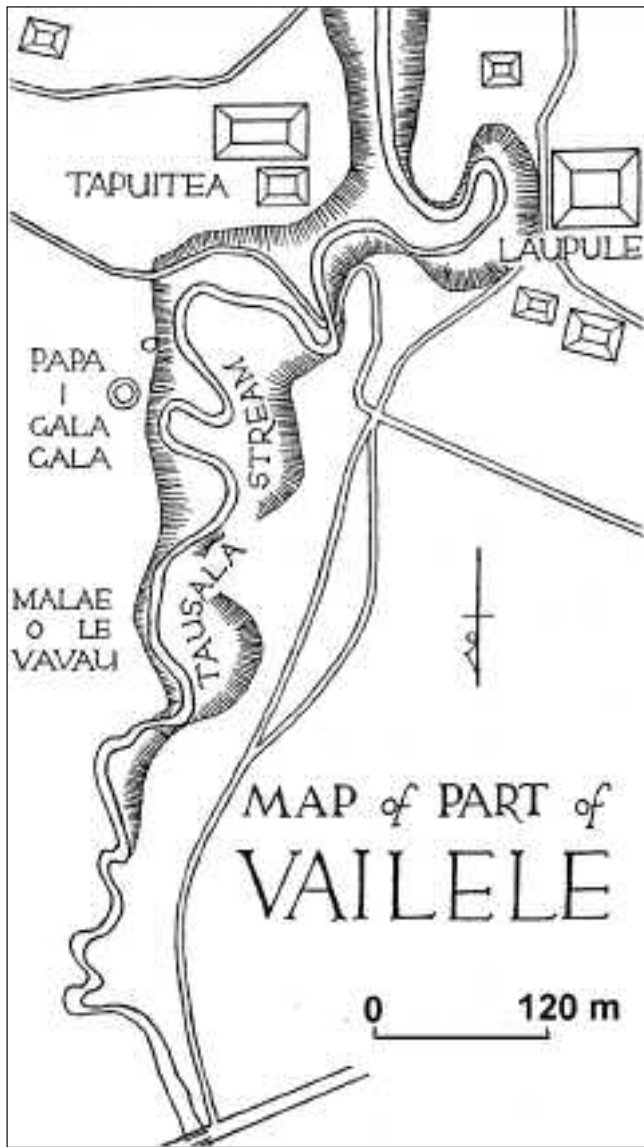 TAPUITEA
LAUPULE
PAPA
I
GALA
GALA
TAUSALA STREAM
MALAE
O LE
VAVAU
MAP of PART of
VAILELE
0 120 m